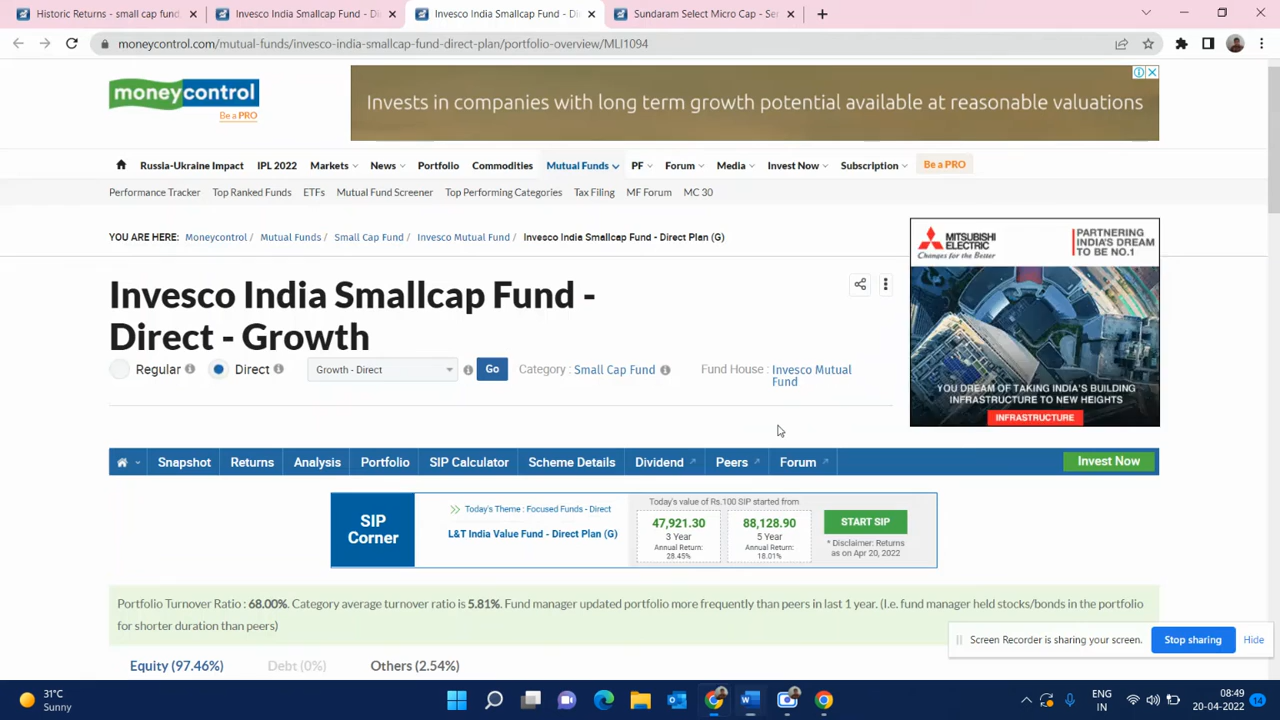 Historic Returns - small cap fund
Invesco India Smallcap Fund - Di
Invesco India Smallcap Fund - Di
Sundaram Select Micro Cap - Ser
moneycontrol.com/mutual-funds/invesco-india-smallcap-fund-direct-plan/portfolio-overview/MLI1094
moneycontrol
Be a PRO
Invests in companies with long term growth potential available at reasonable valuations
Russia-Ukraine Impact IPL 2022 Markets News Portfolio Commodities Mutual Funds PF Forum Media Invest Now Subscription Be a PRO
Performance Tracker Top Ranked Funds ETFs Mutual Fund Screener Top Performing Categories Tax Filing MF Forum MC 30
YOU ARE HERE: Moneycontrol / Mutual Funds / Small Cap Fund / Invesco Mutual Fund / Invesco India Smallcap Fund - Direct Plan (G)
MITSUBISHI ELECTRIC
Changes for the Better
PARTNERING
INDIA'S DREAM
TO BE NO.1
Invesco India Smallcap Fund -
Direct - Growth
Regular Direct Growth - Direct Go Category : Small Cap Fund Fund House : Invesco Mutual
Fund
YOU DREAM OF TAKING INDIA'S BUILDING
INFRASTRUCTURE TO NEW HEIGHTS
INFRASTRUCTURE
Snapshot Returns Analysis Portfolio SIP Calculator Scheme Details Dividend Peers Forum Invest Now
SIP
Corner
Today's Theme : Focused Funds - Direct
L&T India Value Fund - Direct Plan (G)
Today's value of Rs.100 SIP started from
47,921.30
3 Year
Annual Return:
28.45%
88,128.90
5 Year
Annual Return:
18.01%
START SIP
* Disclaimer: Returns
as on Apr 20, 2022
Portfolio Turnover Ratio : 68.00%. Category average turnover ratio is 5.81%. Fund manager updated portfolio more frequently than peers in last 1 year. (I.e. fund manager held stocks/bonds in the portfolio
for shorter duration than peers)
Screen Recorder is sharing your screen. Stop sharing Hide
Equity (97.46%) Debt (0%) Others (2.54%)
31°C
Sunny
ENG
IN
08:49
20-04-2022
14